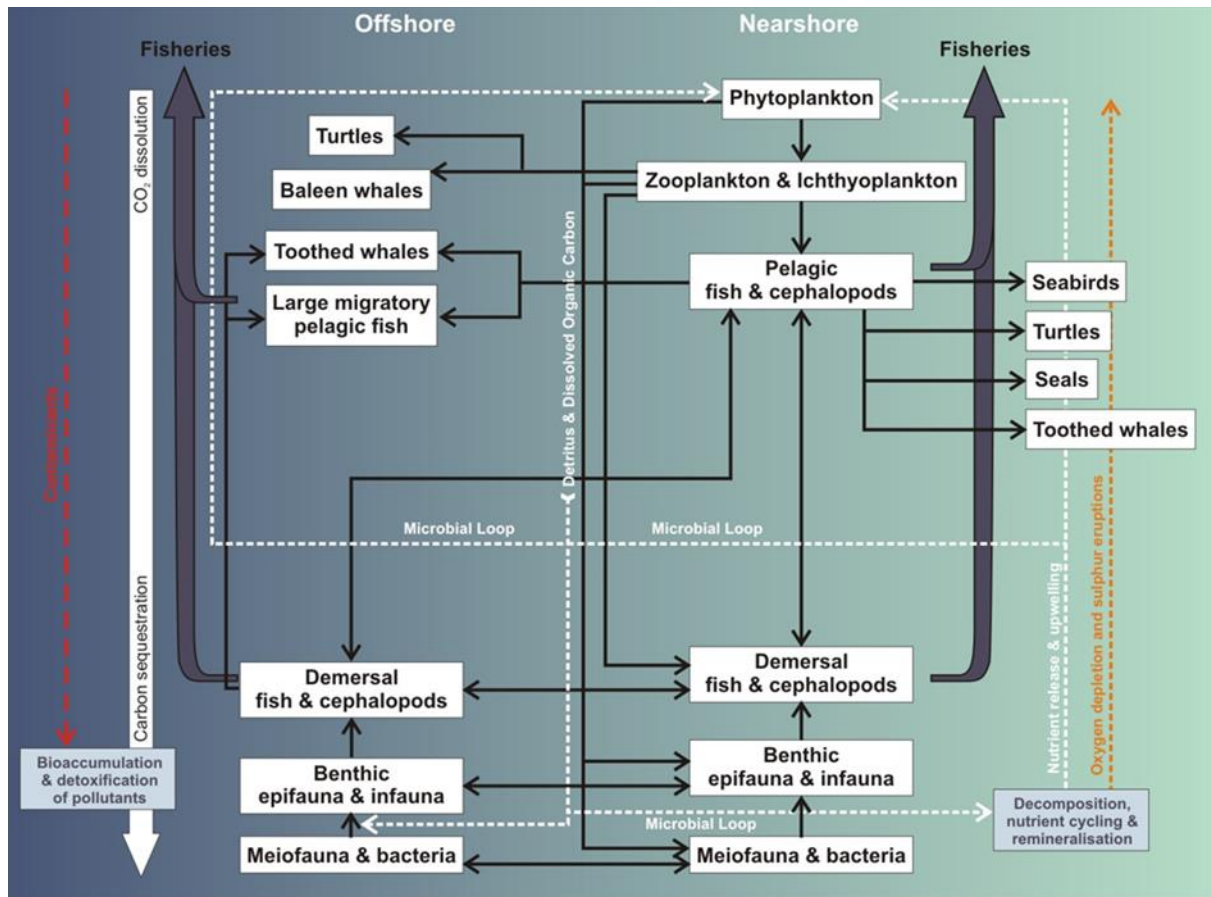 Offshore
Nearshore
Fisheries
Fisheries
Phytoplankton
Turtles
Baleen whales
Zooplankton & Ichthyoplankton
Toothed whales
Large migratory
pelagic fish
Pelagic
fish & cephalopods
Seabirds
Turtles
Seals
Toothed whales
CO₂ dissolution
Contaminants
Carbon sequestration
Detritus & Dissolved Organic Carbon
Microbial Loop
Microbial Loop
Nutrient release & upwelling
Oxygen depletion and sulphur eruptions
Demersal
fish & cephalopods
Demersal
fish & cephalopods
Bioaccumulation
& detoxification
of pollutants
Benthic
epifauna & infauna
Benthic
epifauna & infauna
Decomposition,
nutrient cycling &
remineralisation
Microbial Loop
Meiofauna & bacteria
Meiofauna & bacteria